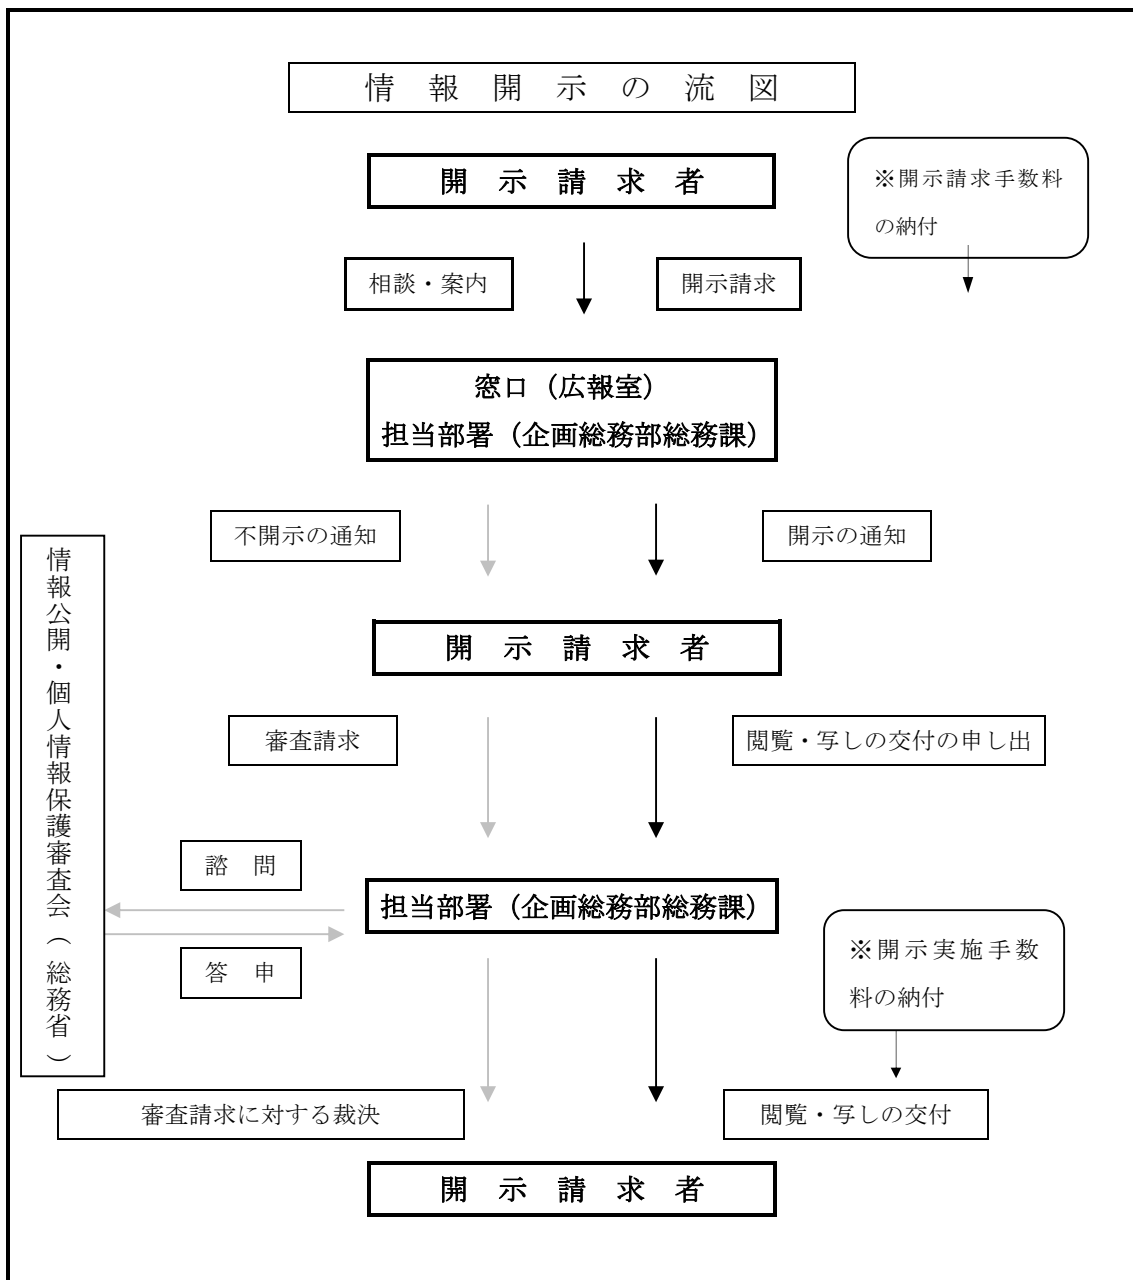 情 報 開 示 の 流 図
開 示 請 求 者
※開示請求手数料
の納付
相談・案内
開示請求
窓口（広報室）
担当部署（企画総務部総務課）
不開示の通知
開示の通知
情報公開・個人情報保護審査会（総務省）
開 示 請 求 者
審査請求
閲覧・写しの交付の申し出
諮 問
担当部署（企画総務部総務課）
答 申
※開示実施手数
料の納付
審査請求に対する裁決
閲覧・写しの交付
開 示 請 求 者